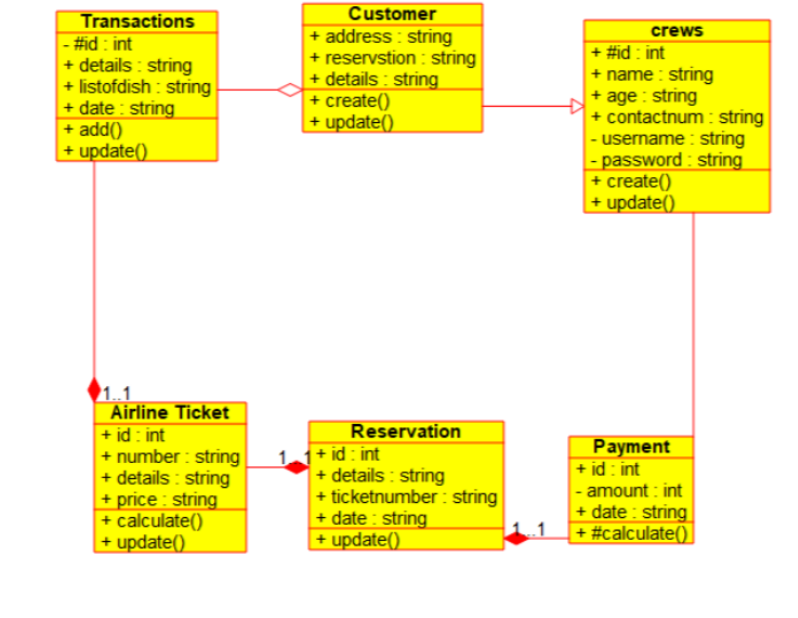 Transactions
- #id : int
+ details : string
+ listofdish : string
+ date : string
+ add()
+ update()
Customer
+ address : string
+ reservstion : string
+ details : string
+ create()
+ update()
crews
+ #id : int
+ name : string
+ age : string
+ contactnum : string
- username : string
- password : string
+ create()
+ update()
1..1
Airline Ticket
+ id : int
+ number : string
+ details : string
+ price : string
+ calculate()
+ update()
1..1
Reservation
+ id : int
+ details : string
+ ticketnumber : string
+ date : string
+ update()
1..1
Payment
+ id : int
- amount : int
+ date : string
+ #calculate()